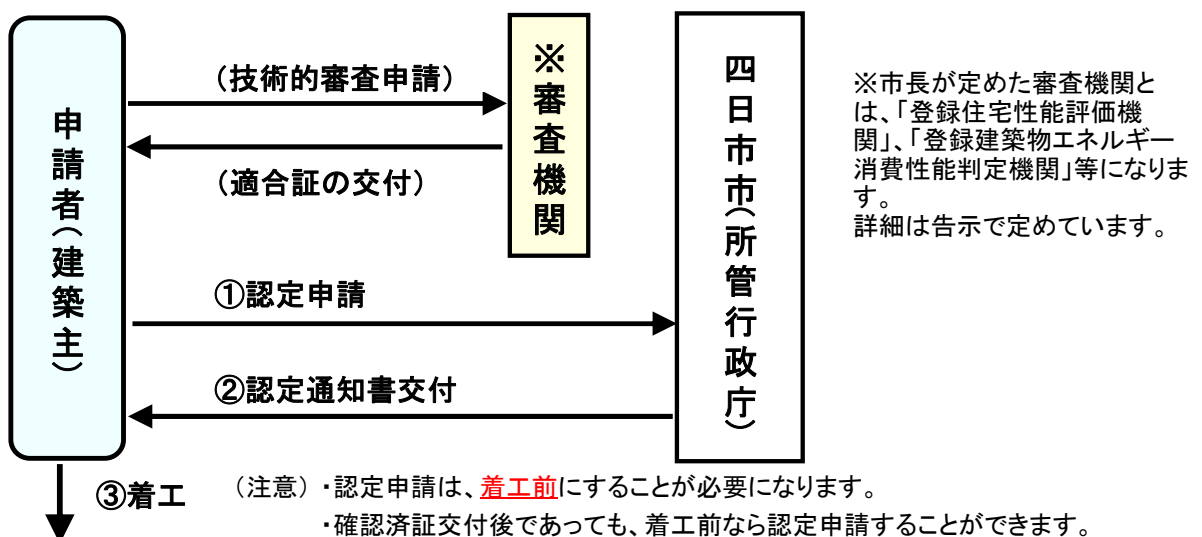 申請者(建築主)
(技術的審査申請)
(適合証の交付)
※審査機関
①認定申請
②認定通知書交付
四日市市(所管行政庁)
※市長が定めた審査機関と
は、「登録住宅性能評価機
関」、「登録建築物エネルギー
消費性能判定機関」等になりま
す。
詳細は告示で定めています。
③着工
(注意)・認定申請は、着工前にすることが必要になります。
・確認済証交付後であっても、着工前なら認定申請することができます。